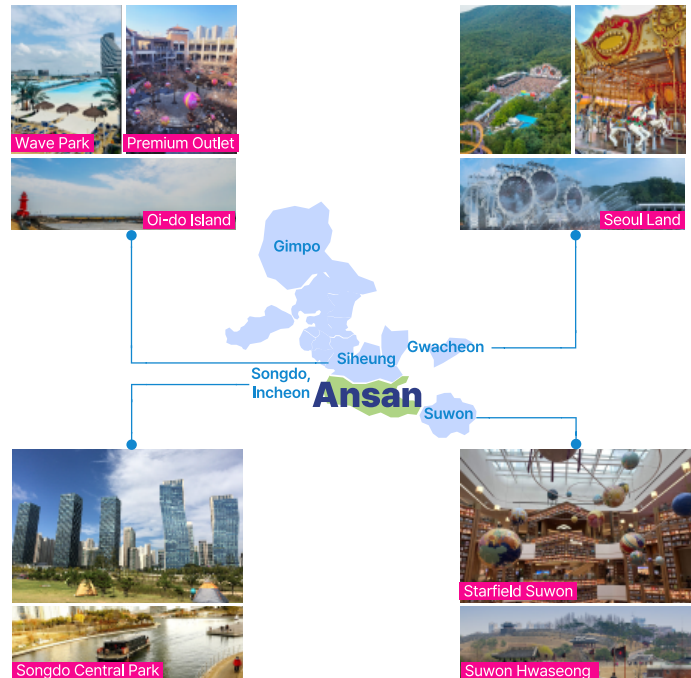 Wave Park
Premium Outlet
Oi-do Island
Seoul Land
Gimpo
Siheung
Gwacheon
Songdo,
Incheon
Ansan
Suwon
Starfield Suwon
Songdo Central Park
Suwon Hwaseong